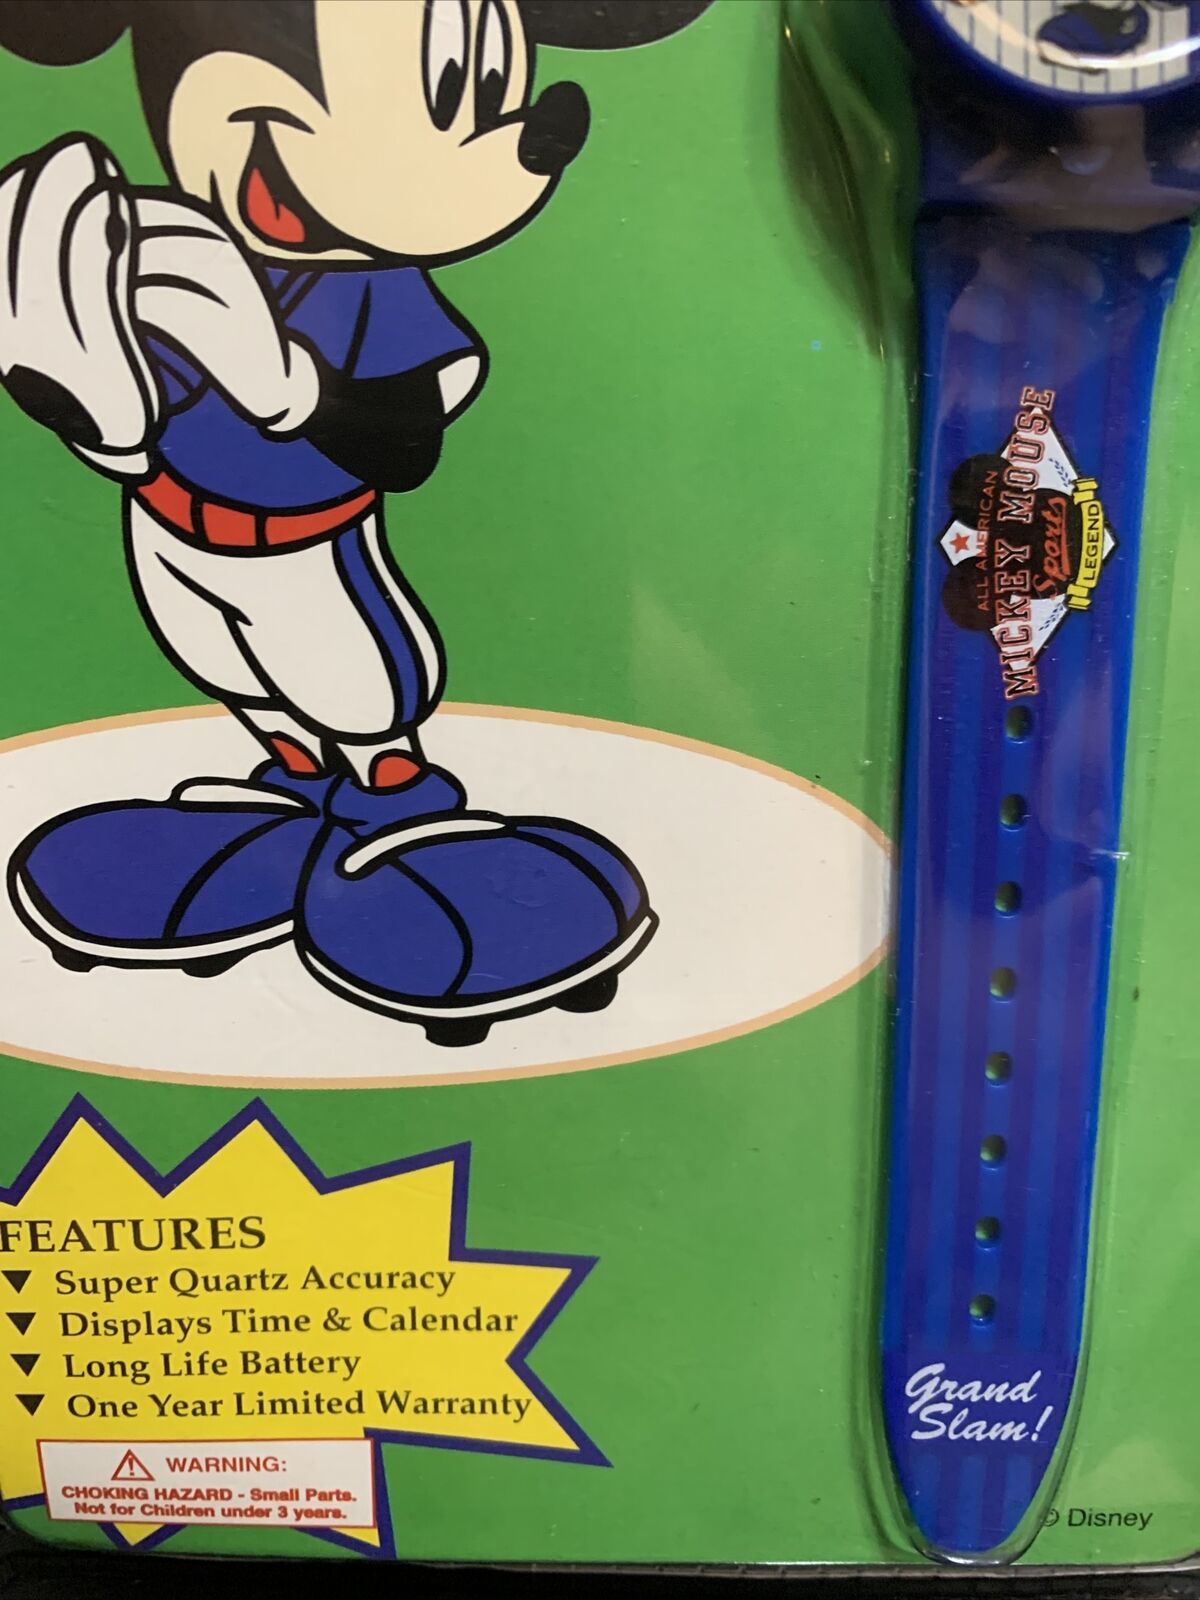 ALL AMERICAN
MICKEY MOUSE
Sports
LEGEND
FEATURES
▼ Super Quartz Accuracy
▼ Displays Time & Calendar
▼ Long Life Battery
▼ One Year Limited Warranty
WARNING:
CHOKING HAZARD - Small Parts.
Not for Children under 3 years.
Grand
Slam!
© Disney